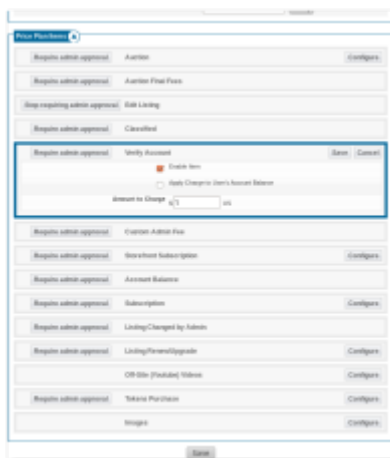 Price Plan Items
Require admin approval Auction Configure
Require admin approval Auction Final Fees
Stop requiring admin approval Edit Listing
Require admin approval Classified
Require admin approval Verify Account Save Cancel
Enable Item
Apply Charge to User's Account Balance
Amount to Charge $ 1
Require admin approval Custom Admin Fee
Require admin approval Storefront Subscription Configure
Require admin approval Account Balance
Require admin approval Subscription Configure
Require admin approval Listing Changed by Admin
Require admin approval Listing Renew/Upgrade Configure
Off-Site (Youtube) Videos Configure
Require admin approval Tokens Purchase Configure
Images Configure
Save